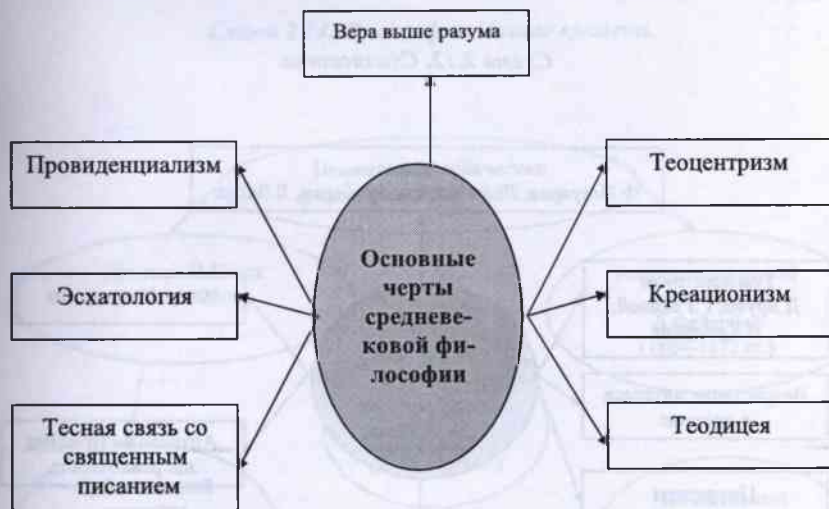 Вера выше разума
Провиденциализм
Теоцентризм
Основные
черты
средневе-
ковой фи-
лософии
Эсхатология
Креационизм
Тесная связь со
священным
писанием
Теодицея